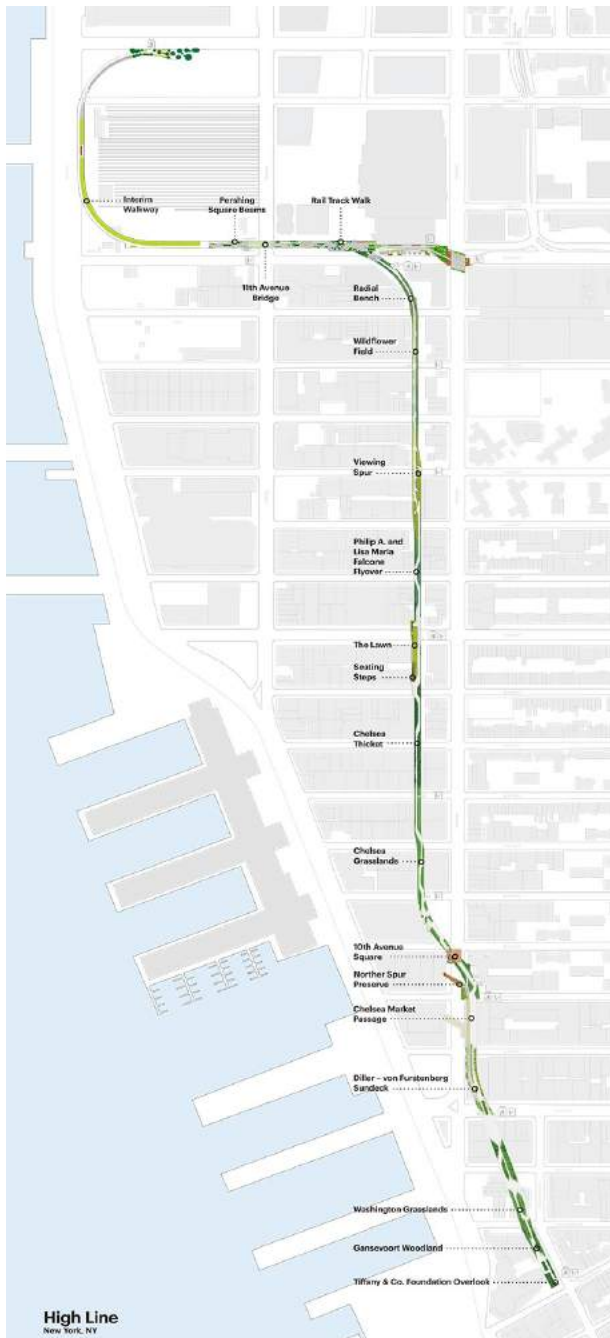 Interim
Walkway
Pershing
Square Beams
Rail Track Walk
11th Avenue
Bridge
Radial
Bench
Wildflower
Field
Viewing
Spur
Philip A. and
Lisa Maria
Falcone
Flyover
The Lawn
Seating
Steps
Chelsea
Thicket
Chelsea
Grasslands
10th Avenue
Square
Norther Spur
Preserve
Chelsea Market
Passage
Diller – von Furstenberg
Sundeck
Washington Grasslands
Gansevoort Woodland
Tiffany & Co. Foundation Overlook
High Line
New York, NY